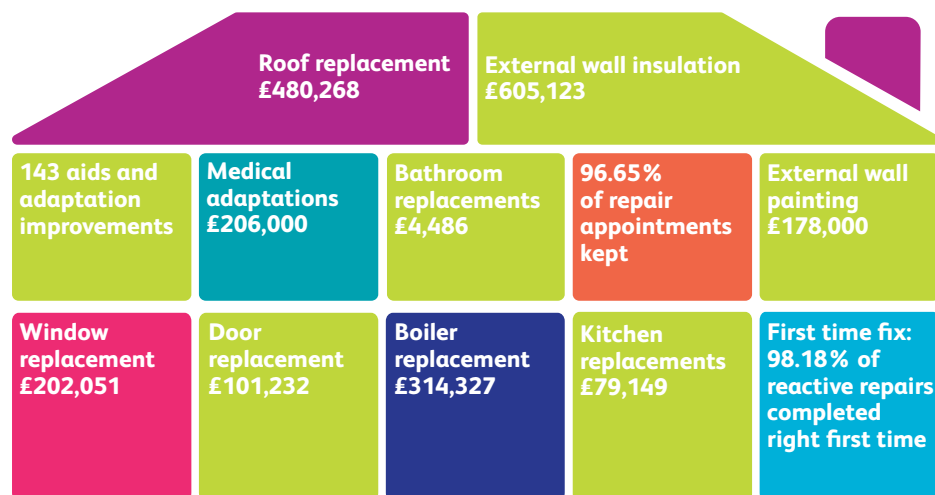 Roof replacement
£480,268
External wall insulation
£605,123
143 aids and
adaptation
improvements
Medical
adaptations
£206,000
Bathroom
replacements
£4,486
96.65%
of repair
appointments
kept
External wall
painting
£178,000
Window
replacement
£202,051
Door
replacement
£101,232
Boiler
replacement
£314,327
Kitchen
replacements
£79,149
First time fix:
98.18% of
reactive repairs
completed
right first time